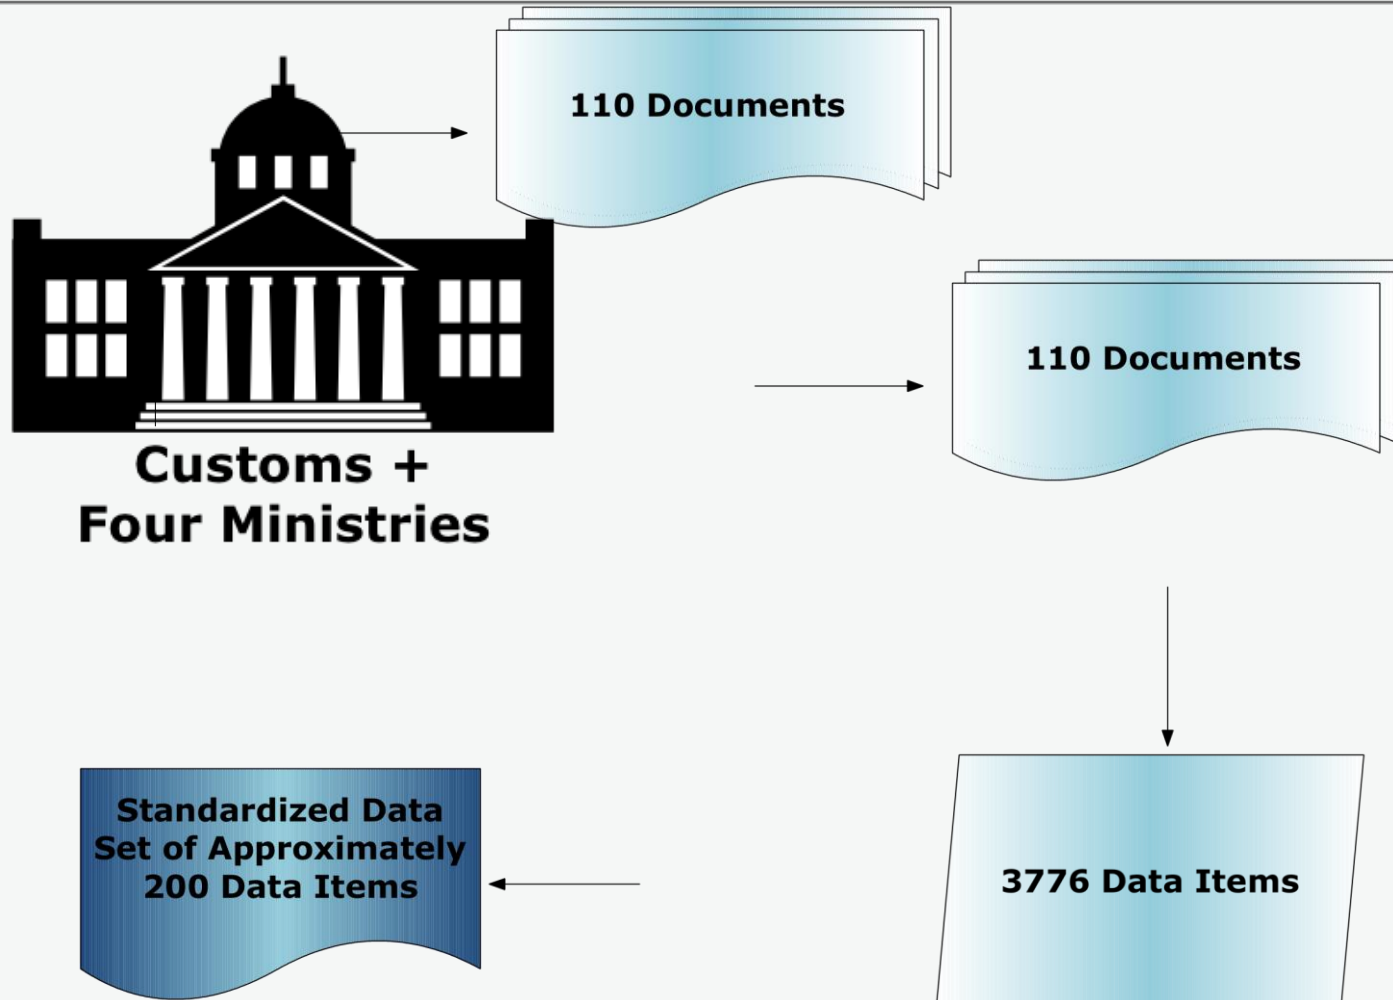 110 Documents
110 Documents
Customs +
Four Ministries
Standardized Data
Set of Approximately
200 Data Items
3776 Data Items